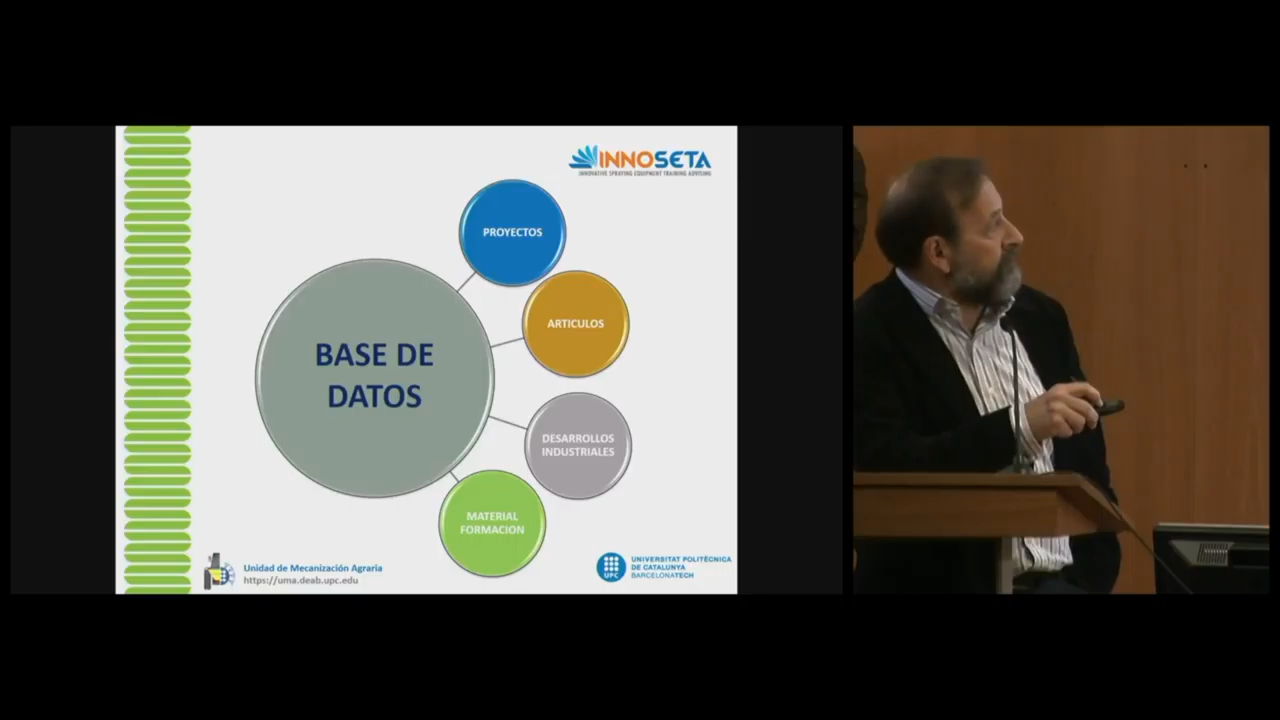 INNOSETA
INNOVATIVE SPRAYING EQUIPMENT TRAINING ADVISING
PROYECTOS
ARTICULOS
BASE DE
DATOS
DESARROLLOS
INDUSTRIALES
MATERIAL
FORMACION
Unidad de Mecanización Agraria
https://uma.deab.upc.edu
UPC
UNIVERSITAT POLITÈCNICA
DE CATALUNYA
BARCELONATECH